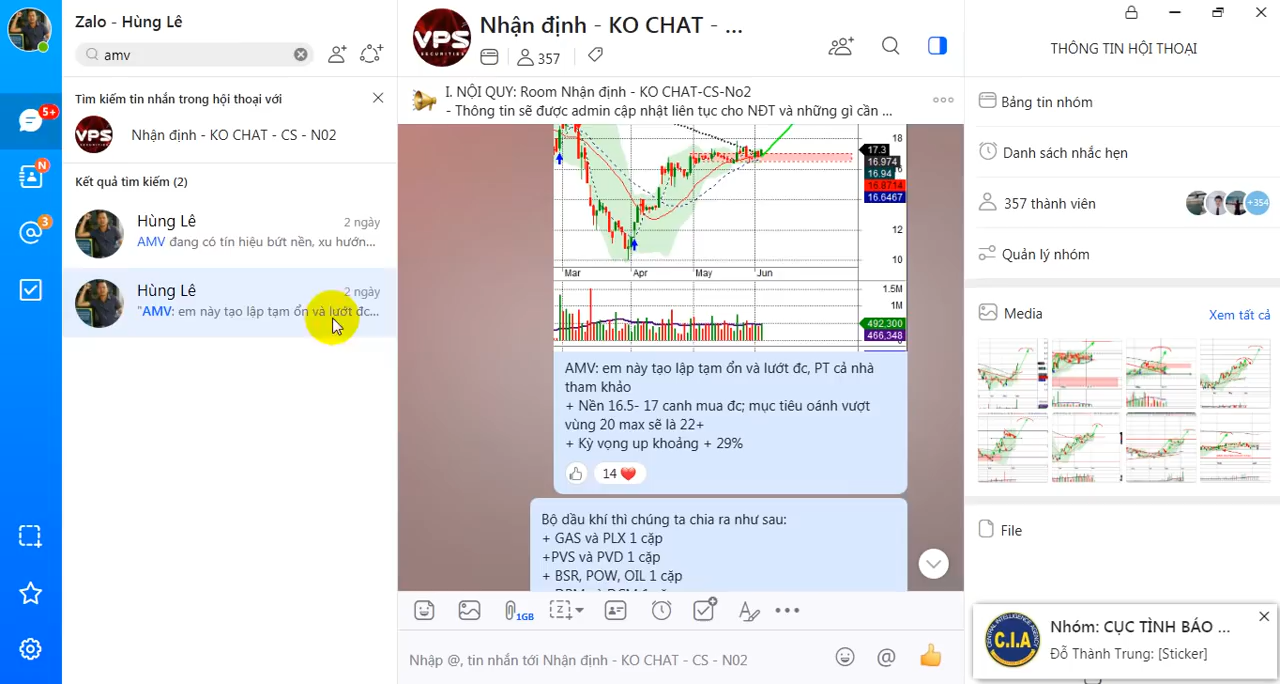 Zalo - Hùng Lê
amv
5+
N
3
Tìm kiếm tin nhắn trong hội thoại với
VPS
Nhận định - KO CHAT - CS - N02
Kết quả tìm kiếm (2)
Hùng Lê
2 ngày
AMV đang có tín hiệu bứt nền, xu hướn...
Hùng Lê
2 ngày
"AMV: em này tạo lập tạm ổn và lướt đc...
VPS
SECURITIES
Nhận định - KO CHAT - ...
357
I. NỘI QUY: Room Nhận định - KO CHAT-CS-No2
- Thông tin sẽ được admin cập nhật liên tục cho NĐT và những gì cần ...
18
17.3
16.974
16.94
16.8714
16.6467
12
10
Mar
Apr
May
Jun
1.5M
1M
492,300
466,348
AMV: em này tạo lập tạm ổn và lướt đc, PT cả nhà
tham khảo
+ Nền 16.5- 17 canh mua đc; mục tiêu oánh vượt
vùng 20 max sẽ là 22+
+ Kỳ vọng up khoảng + 29%
14
Bộ dầu khí thì chúng ta chia ra như sau:
+ GAS và PLX 1 cặp
+PVS và PVD 1 cặp
+ BSR, POW, OIL 1 cặp
1GB
Nhập @, tin nhắn tới Nhận định - KO CHAT - CS - N02
THÔNG TIN HỘI THOẠI
Bảng tin nhóm
Danh sách nhắc hẹn
357 thành viên
+354
Quản lý nhóm
Media
Xem tất cả
File
C.I.A
Nhóm: CỤC TÌNH BÁO ...
Đỗ Thành Trung: [Sticker]